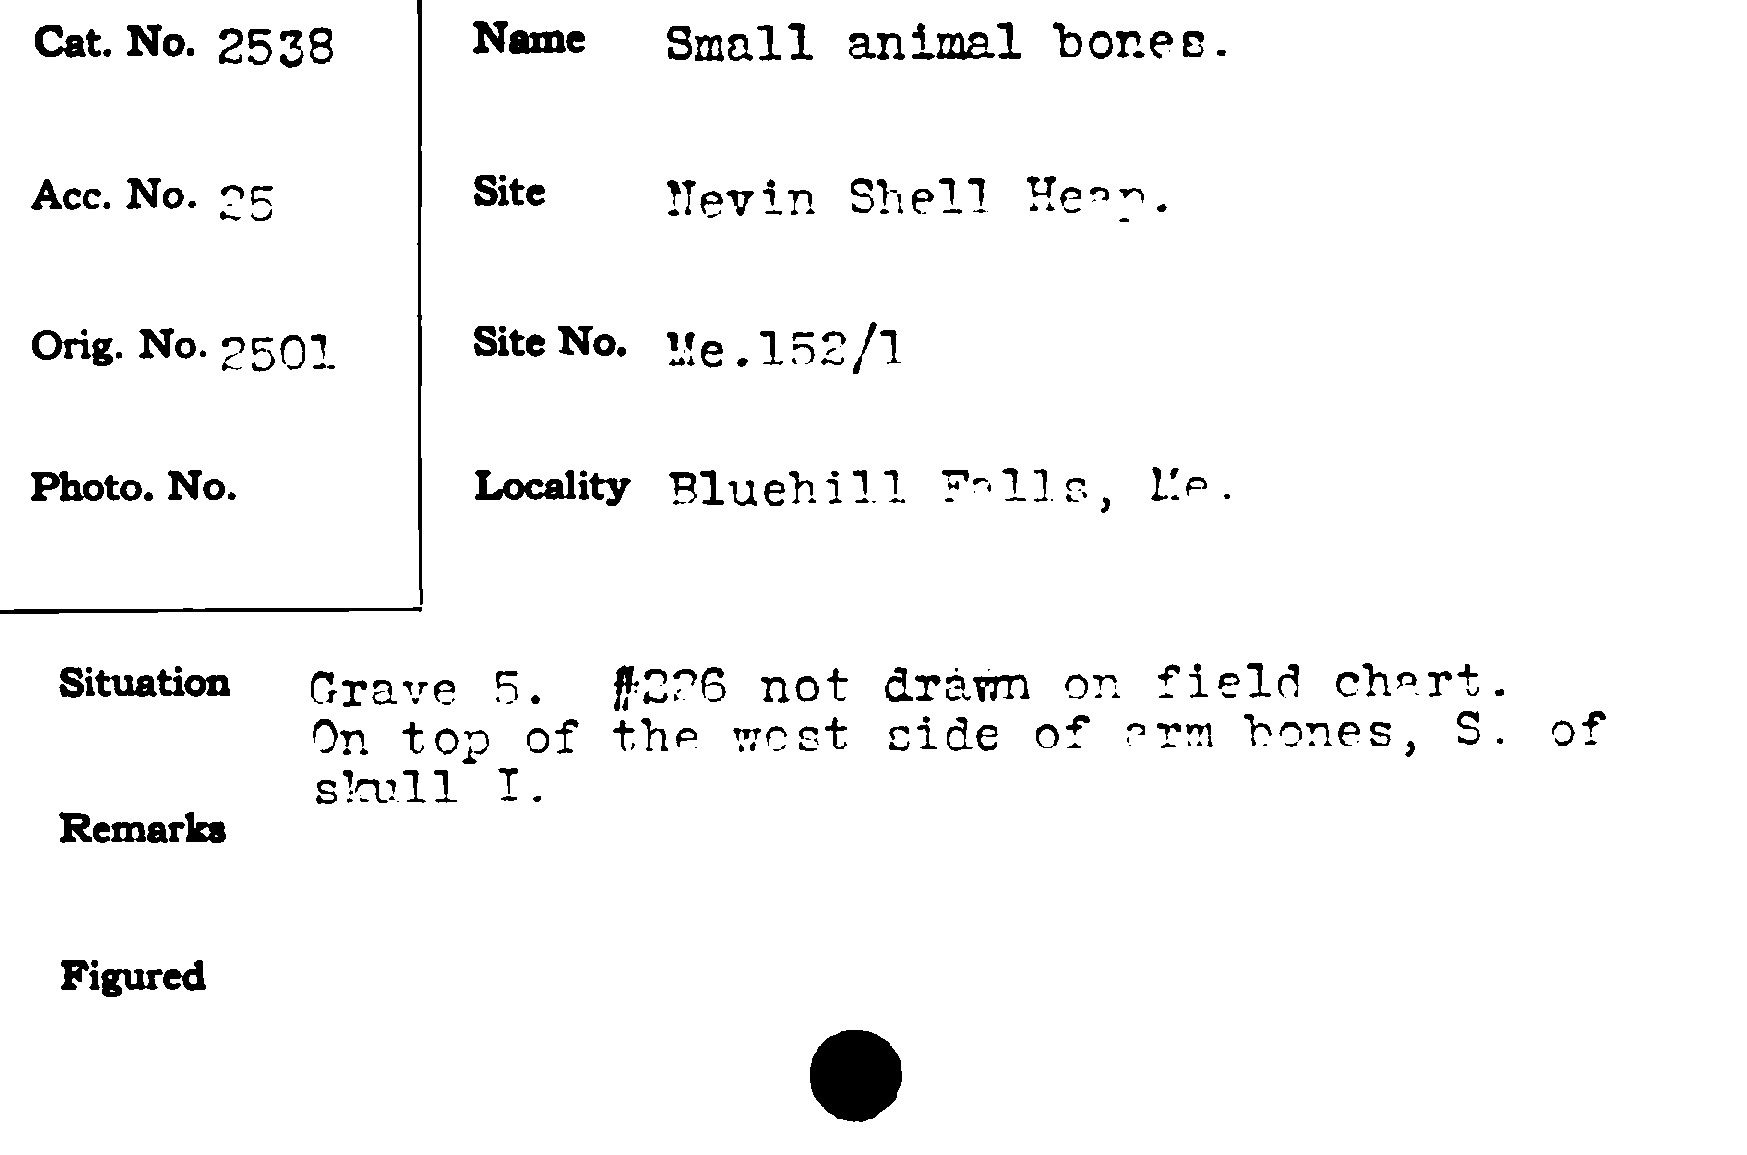 Cat. No. 2538
Name Small animal bones.
Acc. No. 25
Site Nevin Shell Heap.
Orig. No. 2501
Site No. Me.152/1
Photo. No.
Locality Bluehill Falls, Me.
Situation Grave 5. #226 not drawn on field chart.
On top of the west side of arm bones, S. of
skull I.
Remarks
Figured